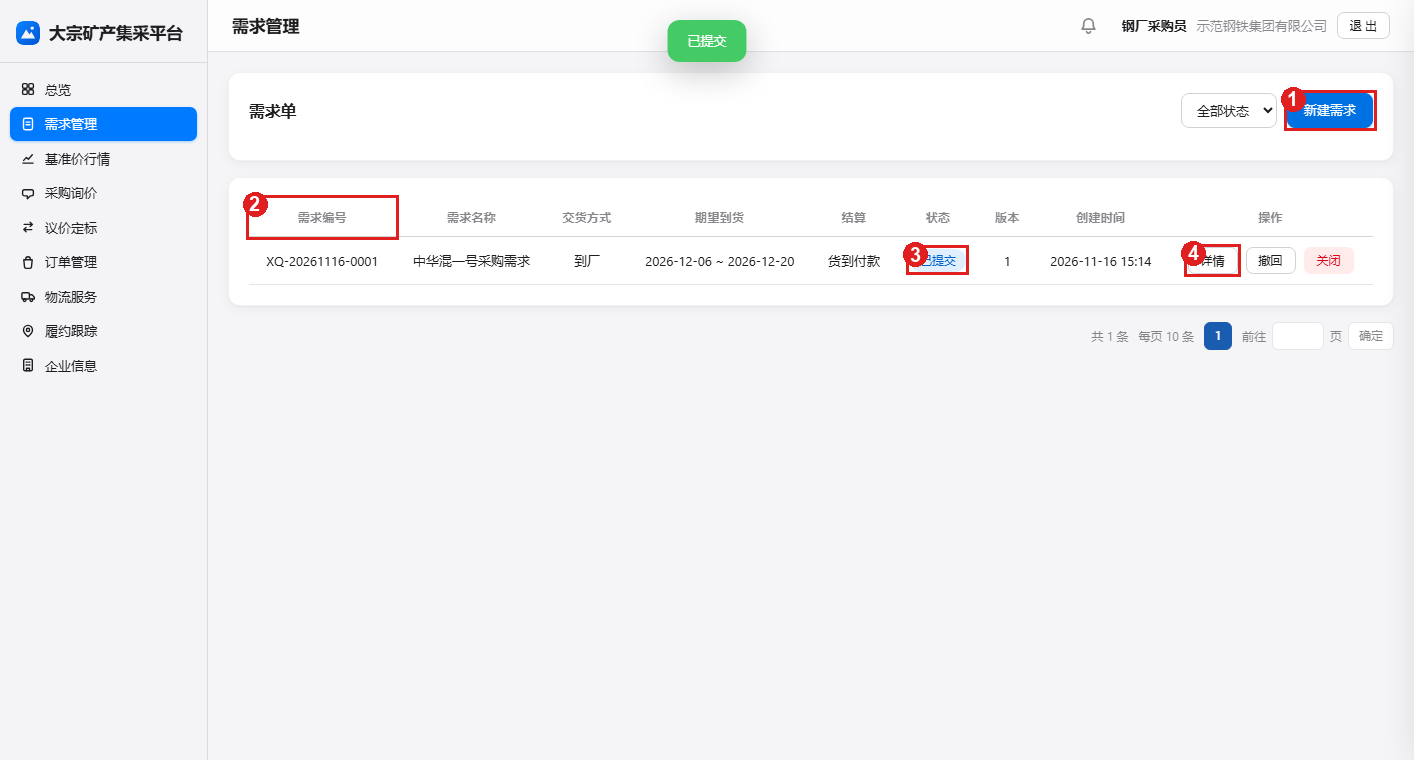 大宗矿产集采平台
需求管理
已提交
钢厂采购员 示范钢铁集团有限公司 退 出
总览
需求管理
基准价行情
采购询价
议价定标
订单管理
物流服务
履约跟踪
企业信息
需求单
全部状态
1
新建需求
2
需求编号 需求名称 交货方式 期望到货 结算 状态 版本 创建时间 操作
XQ-20261116-0001 中华混一号采购需求 到厂 2026-12-06 ~ 2026-12-20 货到付款 3 已提交 1 2026-11-16 15:14 4 详情 撤回 关闭
共 1 条 每页 10 条 1 前往 页 确定